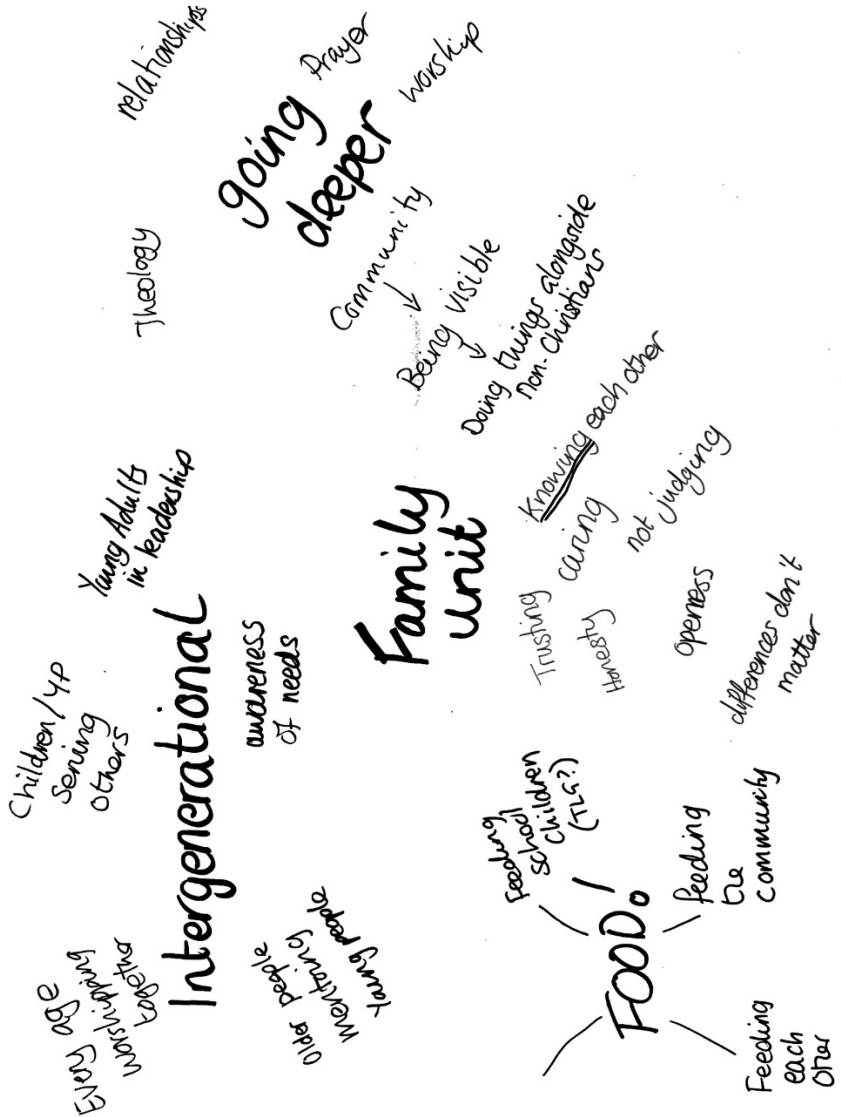 Every age
worshipping
together
Children/YP
serving
others
Young Adults
in leadership
Intergenerational
Older people
mentoring
Young people
awareness
of needs
Theology
relationships
going
deeper
Prayer
worship
Community
Being visible
Doing things alongside
non-christians
Family
Unit
Trusting
Honesty
caring
Knowing each other
not judging
Openness
differences don't
matter
FOOD!
Feeding
school
children
(TLG?)
Feeding
the
community
Feeding
each
other